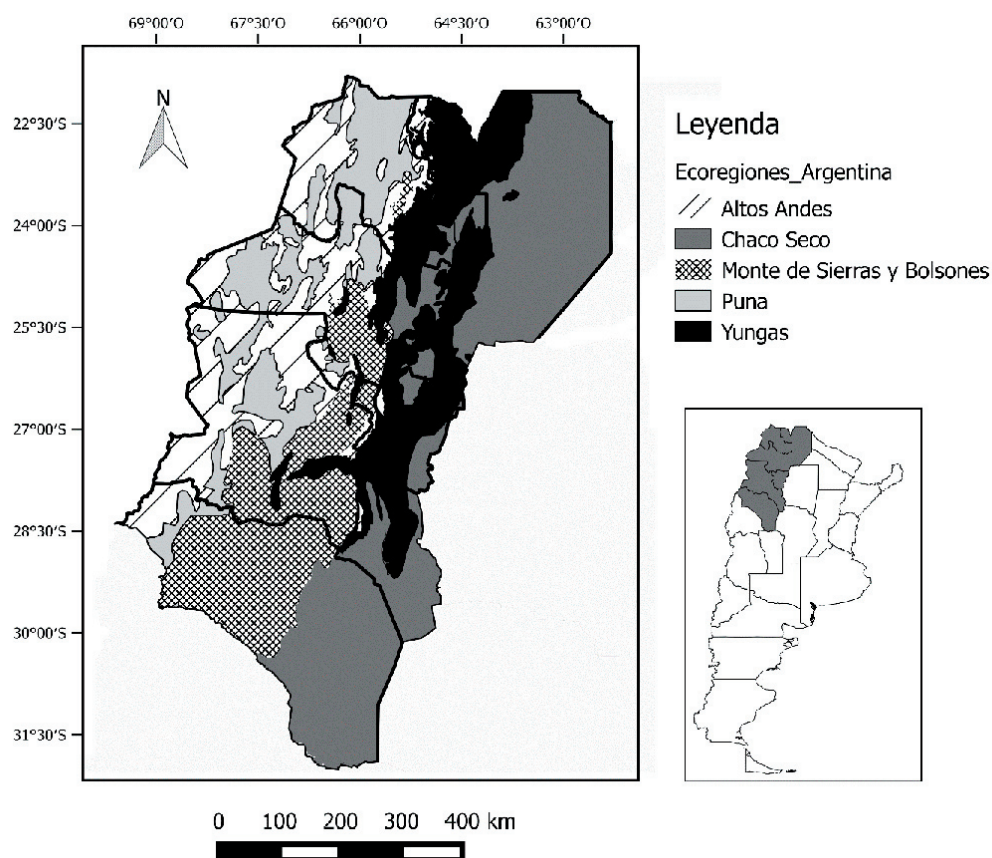 69°00'O 67°30'O 66°00'O 64°30'O 63°00'O
N
22°30'S
24°00'S
25°30'S
27°00'S
28°30'S
30°00'S
31°30'S
Leyenda
Ecoregiones_Argentina
Altos Andes
Chaco Seco
Monte de Sierras y Bolsones
Puna
Yungas
0 100 200 300 400 km